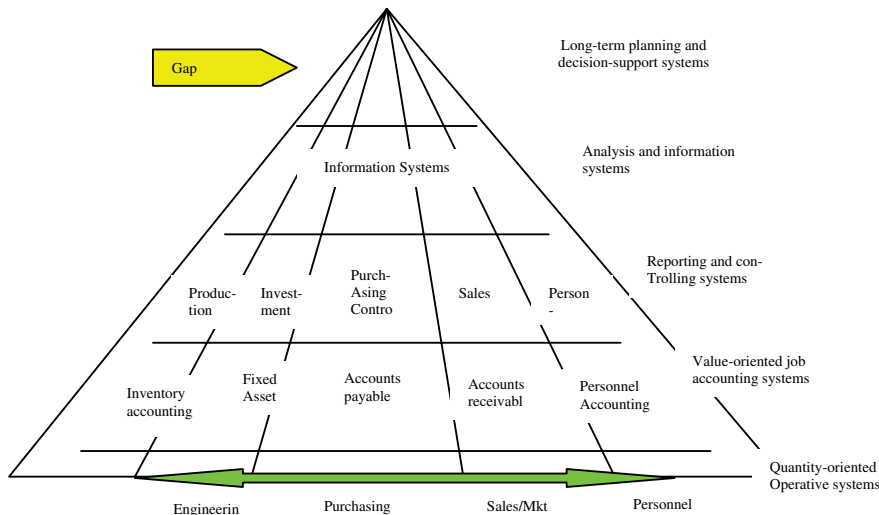 Long-term planning and
decision-support systems
Gap
Analysis and information
systems
Information Systems
Reporting and con-
Trolling systems
Produc-
tion
Invest-
ment
Purch-
Asing
Contro
Sales
Person
-
Value-oriented job
accounting systems
Inventory
accounting
Fixed
Asset
Accounts
payable
Accounts
receivabl
Personnel
Accounting
Quantity-oriented
Operative systems
Engineerin
Purchasing
Sales/Mkt
Personnel